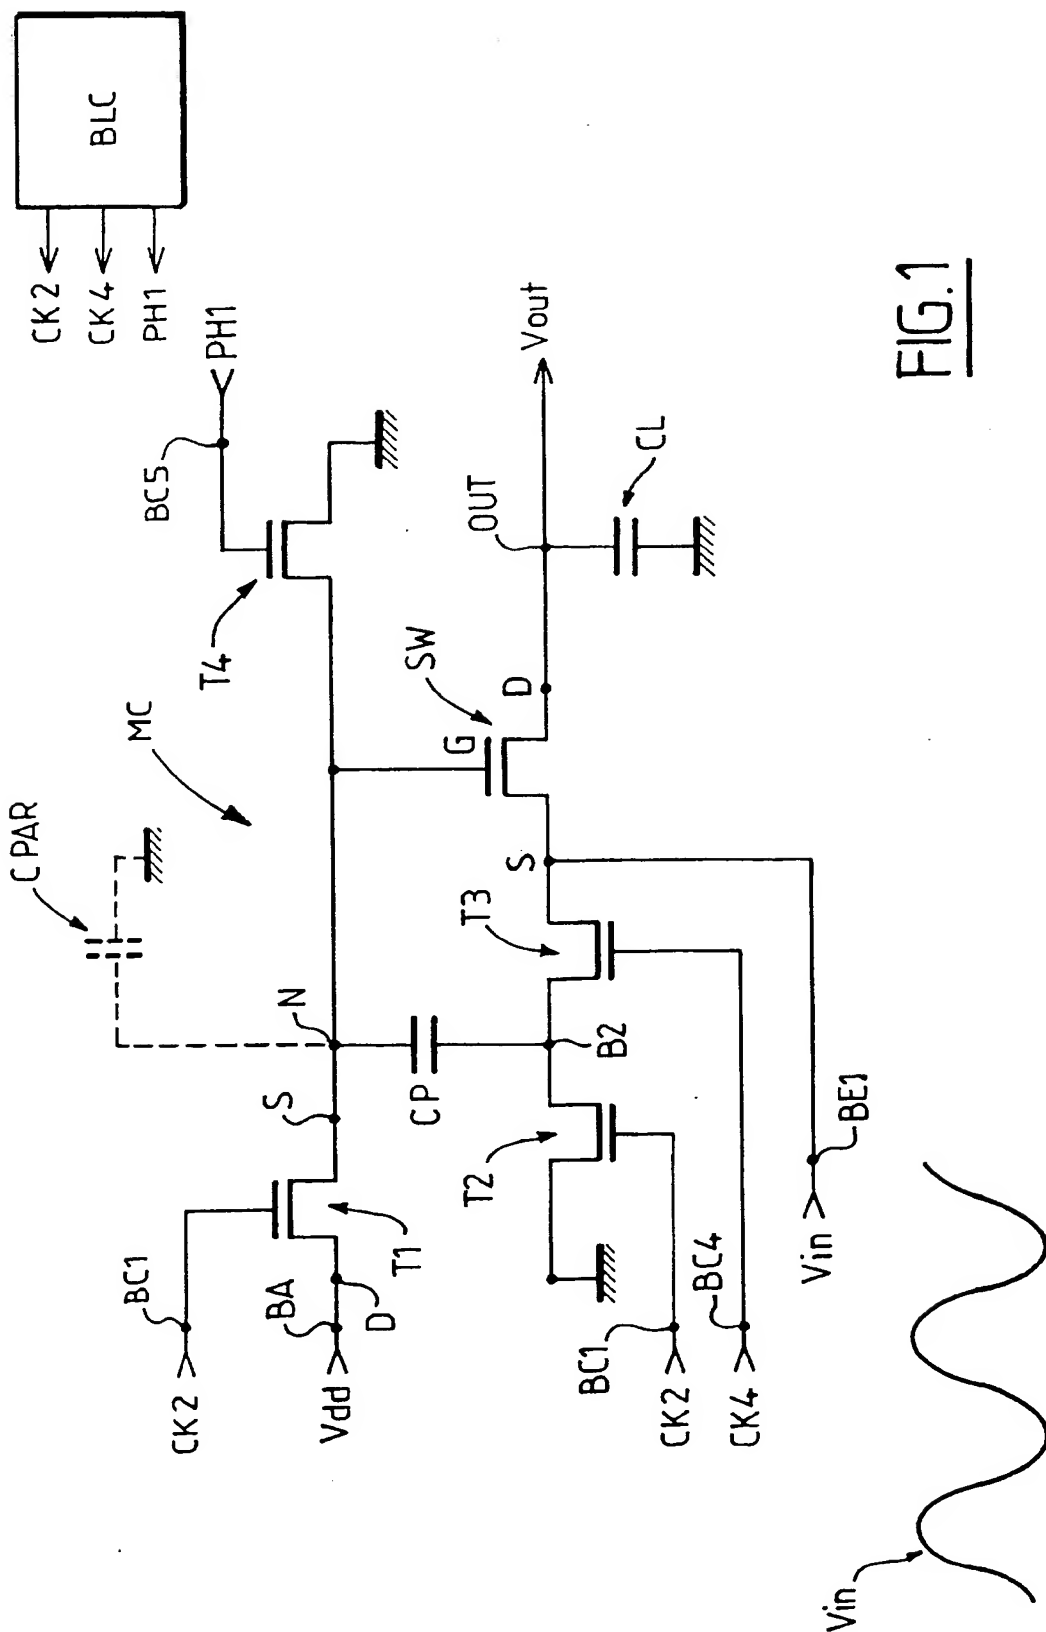 BLC
CK2
CK4
PH1
PH1
BC5
T4
MC
CPAR
N
S
BC1
CK2
BA
Vdd
D
T1
CP
G
SW
D
OUT
Vout
CL
S
T3
B2
T2
BC1
CK2
CK4
BC4
Vin
BE1
Vin
FIG.1